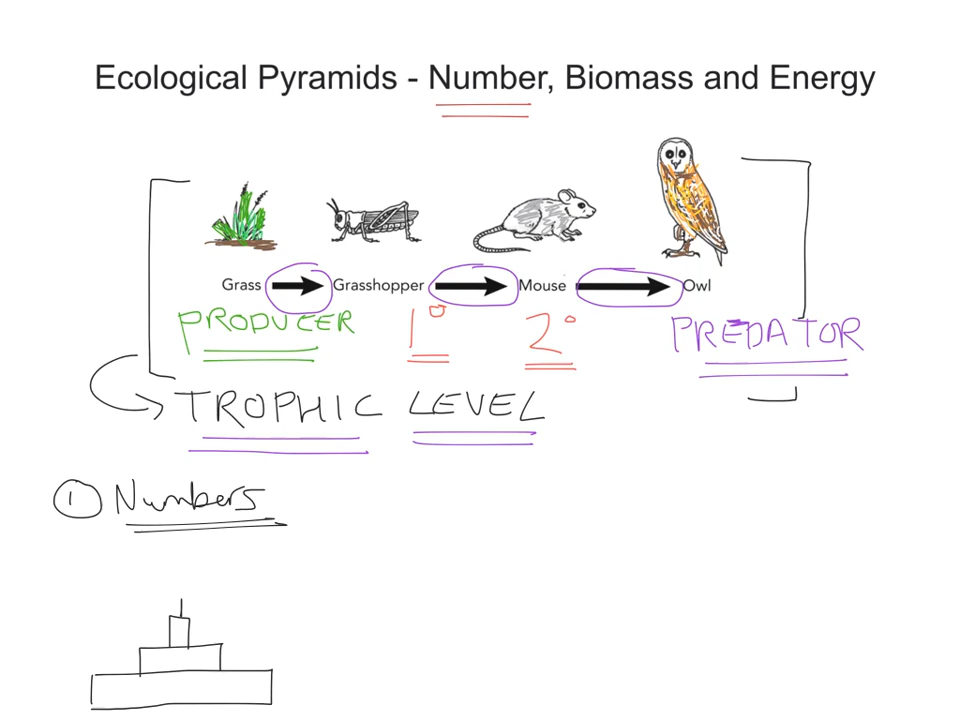 Ecological Pyramids - Number, Biomass and Energy
Grass Grasshopper Mouse Owl
PRODUCER 1° 2° PREDATOR
TROPHIC LEVEL
① Numbers